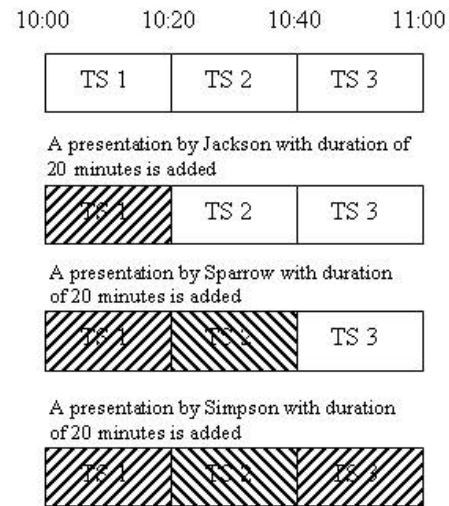 10:00 10:20 10:40 11:00
TS 1 TS 2 TS 3
A presentation by Jackson with duration of
20 minutes is added
TS 1 TS 2 TS 3
A presentation by Sparrow with duration
of 20 minutes is added
TS 1 TS 2 TS 3
A presentation by Simpson with duration
of 20 minutes is added
TS 1 TS 2 TS 3